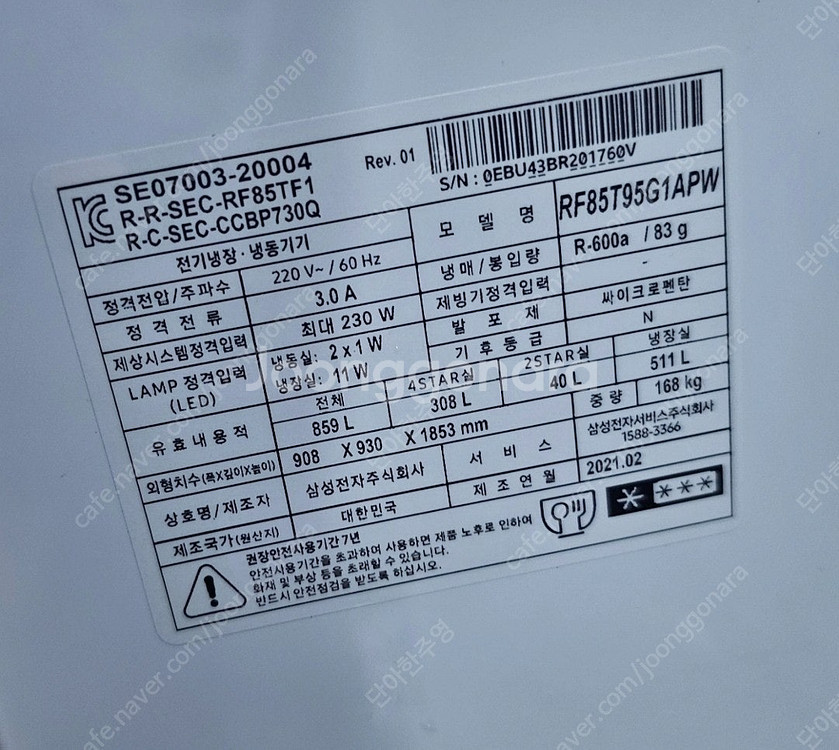 SE07003-20004
R-R-SEC-RF85TF1
R-C-SEC-CCBP730Q
Rev. 01
S/N : 0EBU43BR201760V
전기냉장·냉동기기
모 델 명 RF85T95G1APW
정격전압/주파수 220 V~ / 60 Hz
냉매/봉입량 R-600a / 83 g
정 격 전 류 3.0 A
제빙기정격입력 -
제상시스템정격입력 최대 230 W
발 포 제 싸이크로펜탄
LAMP 정격입력 (LED) 냉동실: 2 x 1 W
냉장실: 11 W
기 후 등 급 N
유 효 내 용 적
전체 4STAR실 2STAR실 냉장실
859 L 308 L 40 L 511 L
외형치수(폭X깊이X높이) 908 X 930 X 1853 mm
중 량 168 kg
상호명/제조자 삼성전자주식회사
서 비 스 삼성전자서비스주식회사
1588-3366
제조국가(원산지) 대한민국
제 조 연 월 2021.02
권장안전사용기간 7년
안전사용기간을 초과하여 사용하면 제품 노후로 인하여
화재 및 부상 등을 초래할 수 있습니다.
반드시 안전점검을 받도록 하십시오.
Joonggonara
cafe.naver.com/joonggonara
단아한주영